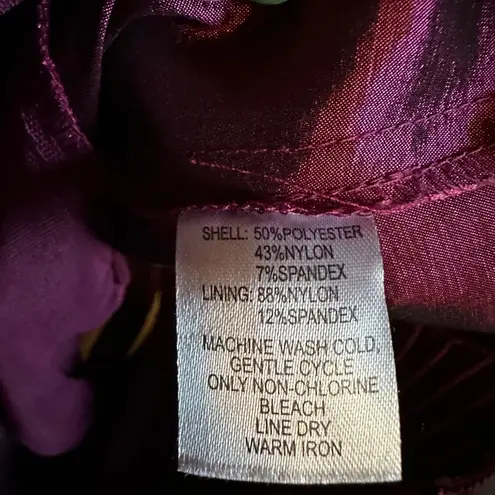 SHELL: 50%POLYESTER
43%NYLON
7%SPANDEX
LINING: 88%NYLON
12%SPANDEX
MACHINE WASH COLD,
GENTLE CYCLE
ONLY NON-CHLORINE
BLEACH
LINE DRY
WARM IRON